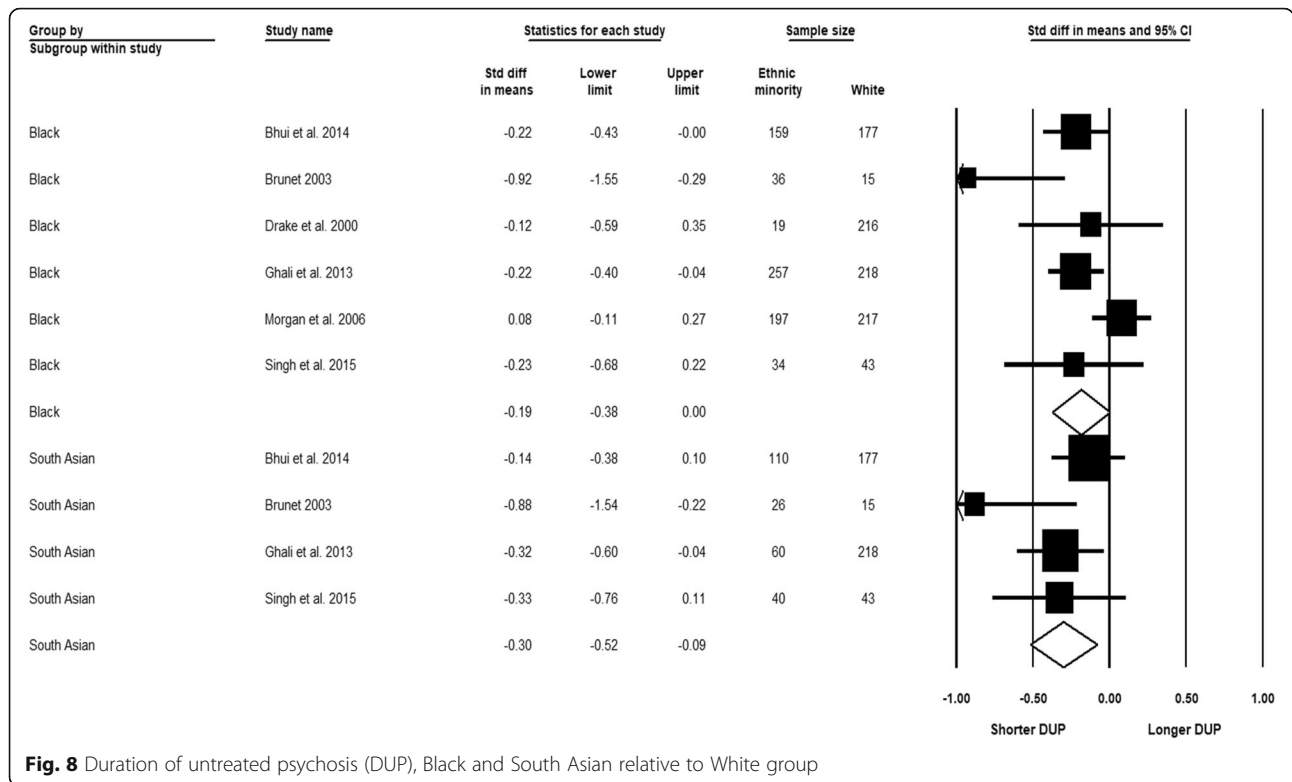 Group by Study name Statistics for each study Sample size Std diff in means and 95% CI
Subgroup within study
Std diff Lower Upper Ethnic
in means limit limit minority White
Black Bhui et al. 2014 -0.22 -0.43 -0.00 159 177
Black Brunet 2003 -0.92 -1.55 -0.29 36 15
Black Drake et al. 2000 -0.12 -0.59 0.35 19 216
Black Ghali et al. 2013 -0.22 -0.40 -0.04 257 218
Black Morgan et al. 2006 0.08 -0.11 0.27 197 217
Black Singh et al. 2015 -0.23 -0.68 0.22 34 43
Black -0.19 -0.38 0.00
South Asian Bhui et al. 2014 -0.14 -0.38 0.10 110 177
South Asian Brunet 2003 -0.88 -1.54 -0.22 26 15
South Asian Ghali et al. 2013 -0.32 -0.60 -0.04 60 218
South Asian Singh et al. 2015 -0.33 -0.76 0.11 40 43
South Asian -0.30 -0.52 -0.09
-1.00 -0.50 0.00 0.50 1.00
Shorter DUP Longer DUP
Fig. 8 Duration of untreated psychosis (DUP), Black and South Asian relative to White group